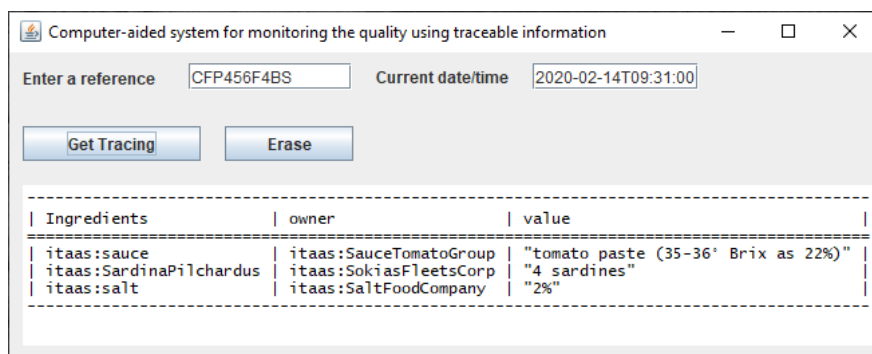 Computer-aided system for monitoring the quality using traceable information
Enter a reference CFP456F4BS Current date/time 2020-02-14T09:31:00
Get Tracing Erase
| Ingredients | owner | value |
| itaas:sauce | itaas:SauceTomatoGroup | "tomato paste (35-36° Brix as 22%)" |
| itaas:SardinaPilchardus | itaas:SokiasFleetsCorp | "4 sardines" |
| itaas:salt | itaas:SaltFoodCompany | "2%" |